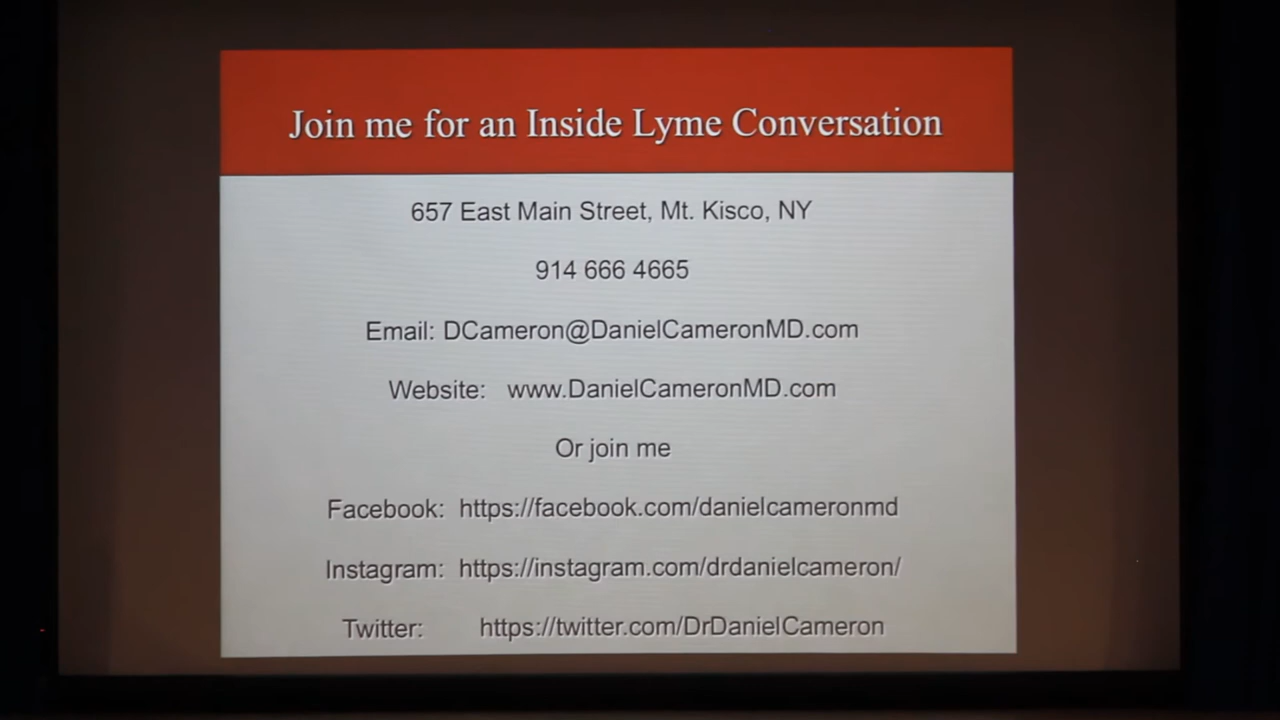 Join me for an Inside Lyme Conversation
657 East Main Street, Mt. Kisco, NY
914 666 4665
Email: DCameron@DanielCameronMD.com
Website: www.DanielCameronMD.com
Or join me
Facebook: https://facebook.com/danielcameronmd
Instagram: https://instagram.com/drdanielcameron/
Twitter: https://twitter.com/DrDanielCameron